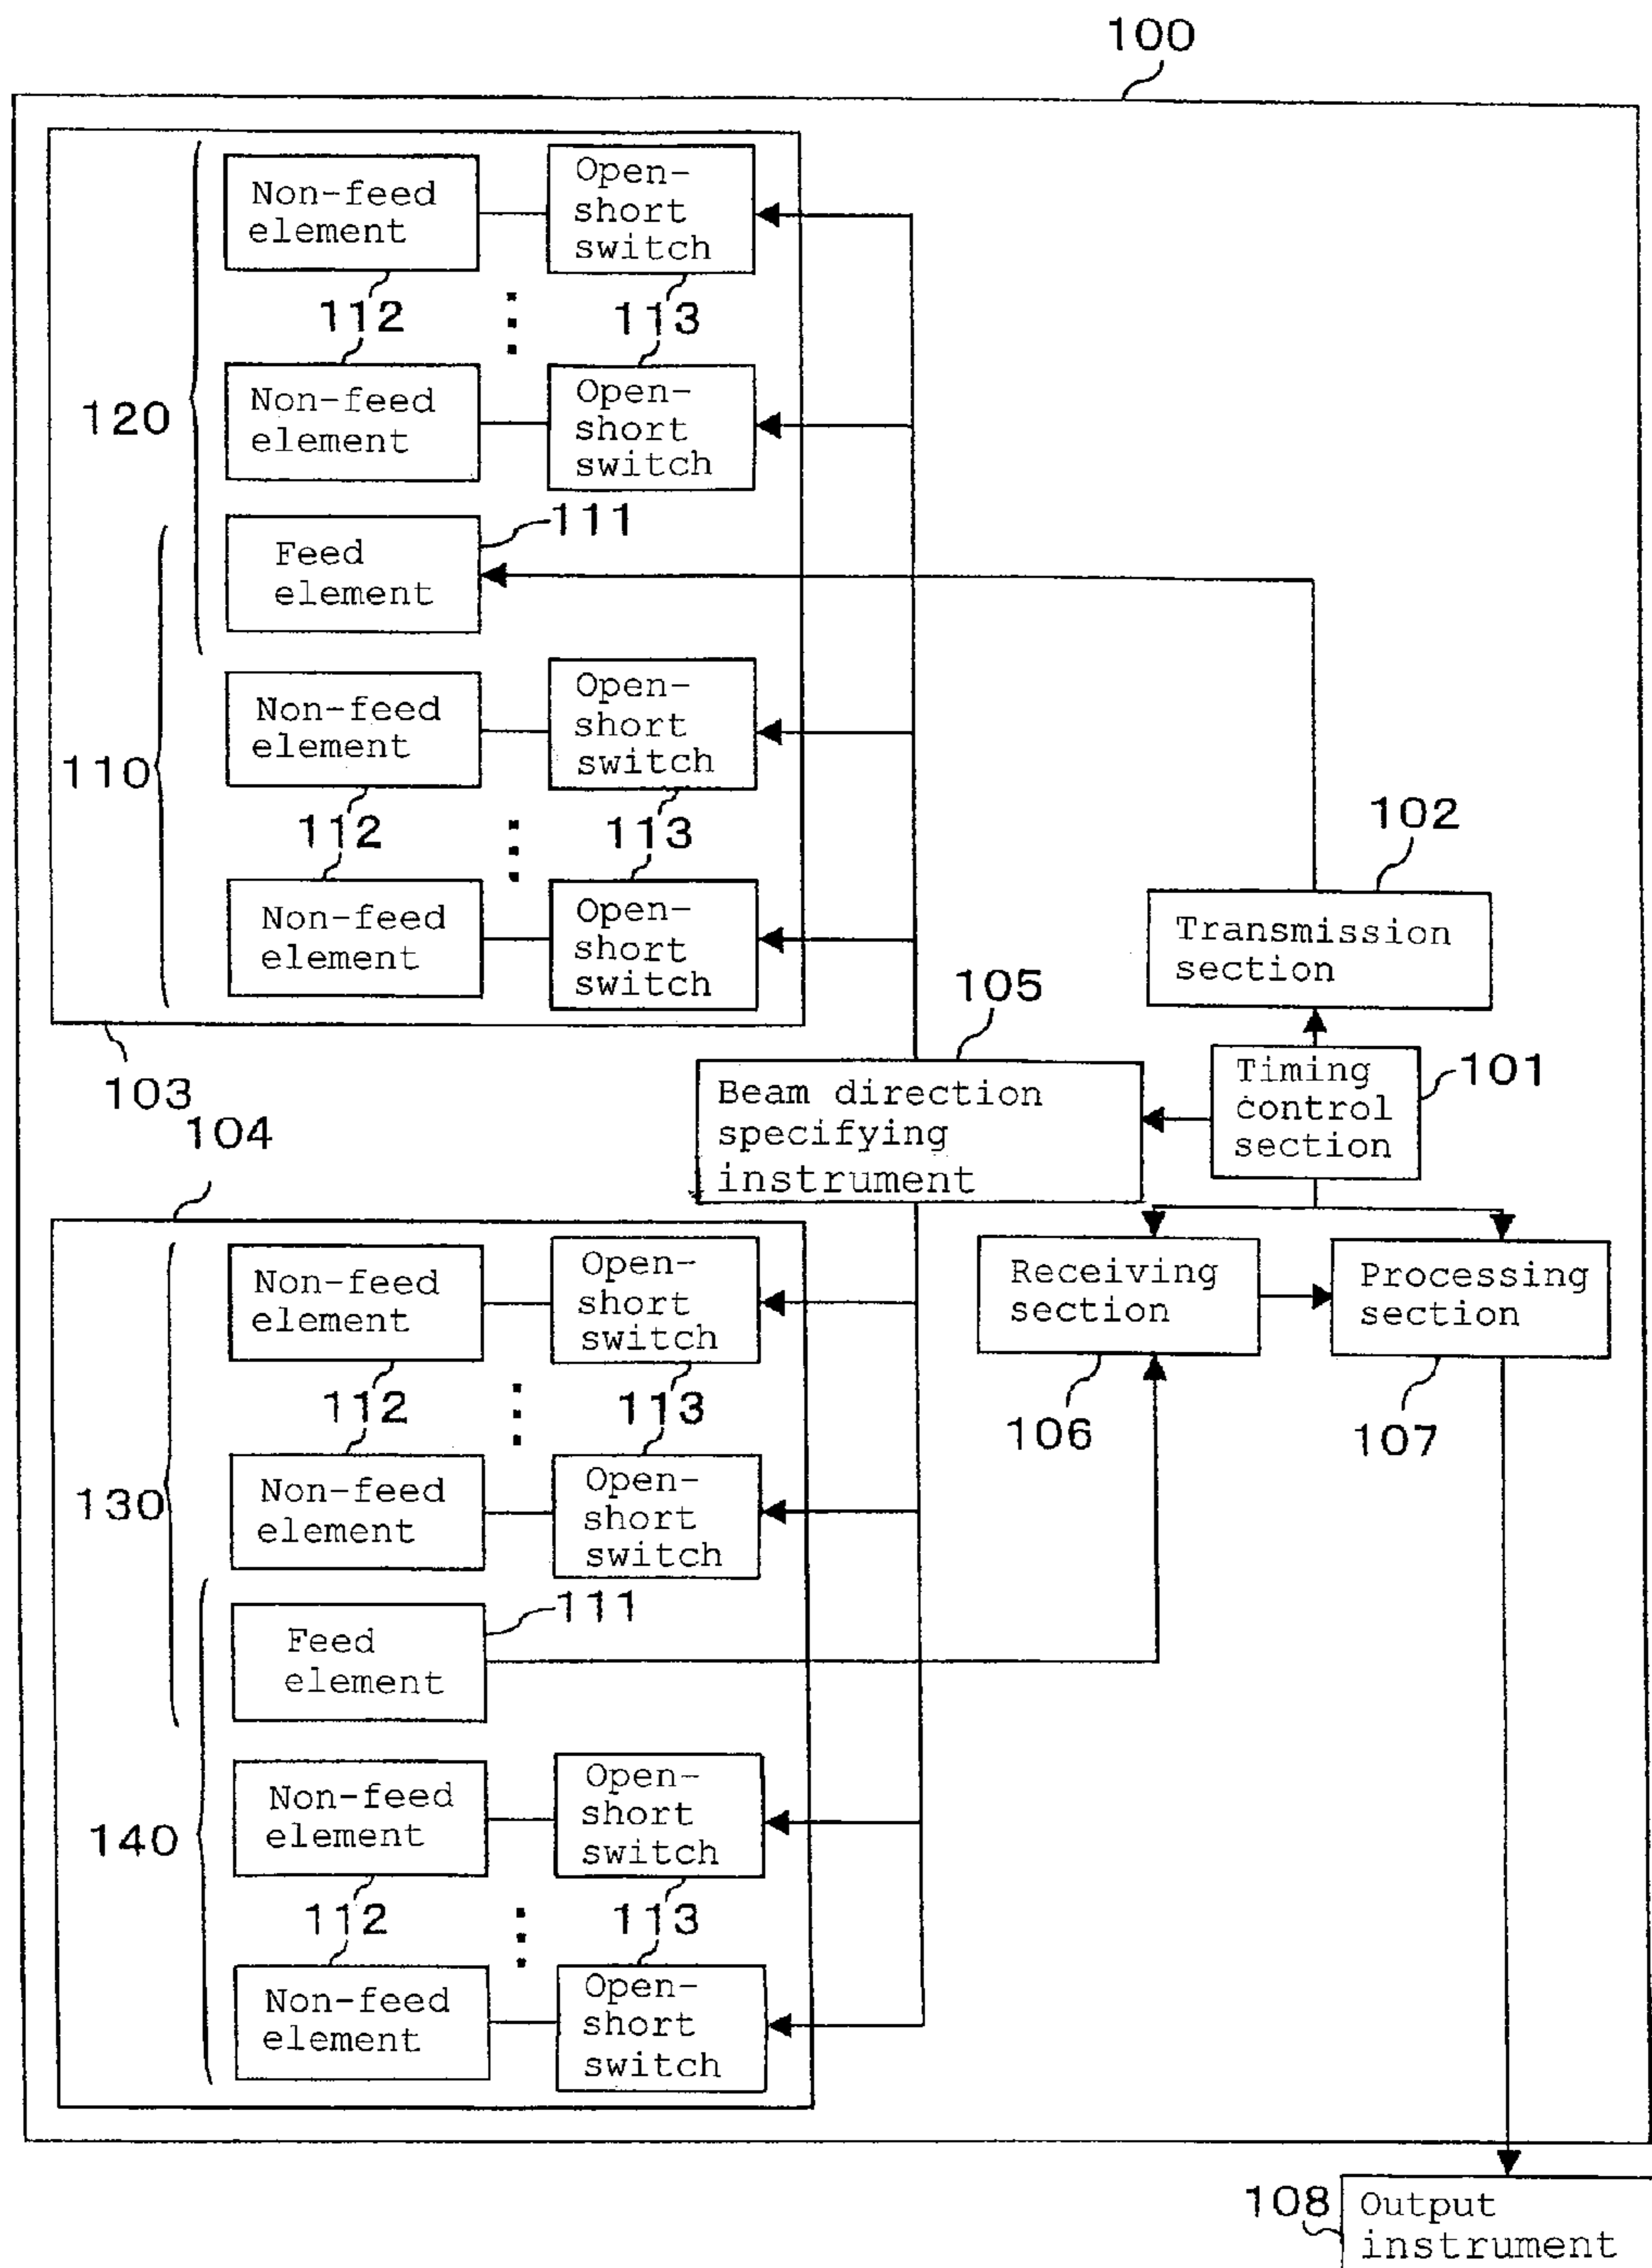 100
Non-feed
element
Open-
short
switch
112
113
120
Non-feed
element
Open-
short
switch
111
Feed
element
110
Non-feed
element
Open-
short
switch
112
113
Non-feed
element
Open-
short
switch
102
Transmission
section
103
105
Beam direction
specifying
instrument
Timing
control
section
101
104
Non-feed
element
Open-
short
switch
112
113
Receiving
section
Processing
section
106
107
130
Non-feed
element
Open-
short
switch
111
Feed
element
140
Non-feed
element
Open-
short
switch
112
113
Non-feed
element
Open-
short
switch
108
Output
instrument